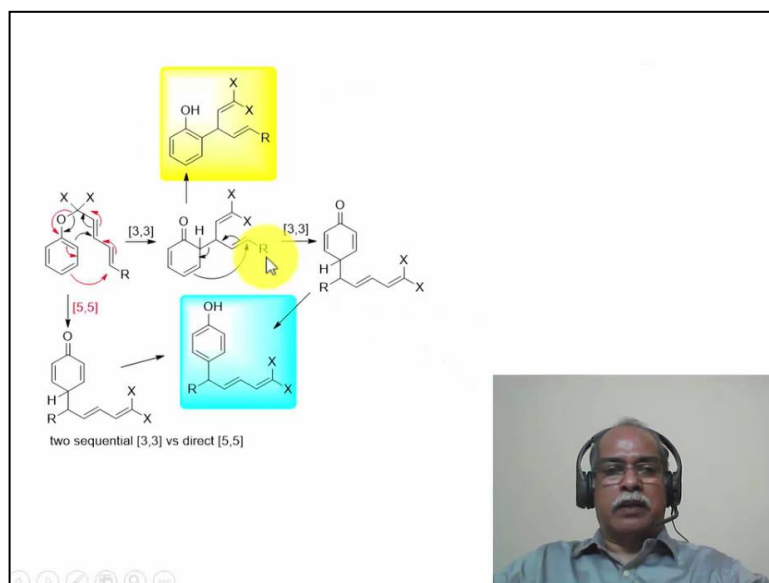 X
OH
X
R
X X
O
R
[3,3]
O
H
X
X
R
[3,3]
O
H
R
X
X
[5,5]
O
H
R
X
X
OH
R
X
X
two sequential [3,3] vs direct [5,5]